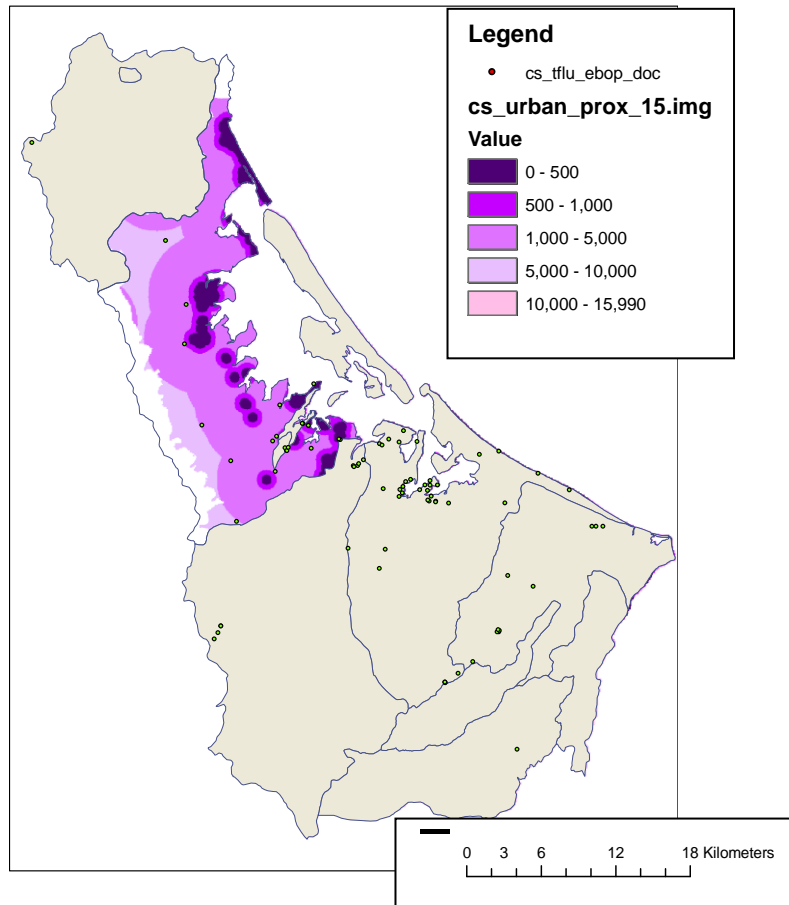 Legend
cs_tflu_ebop_doc
cs_urban_prox_15.img
Value
0 - 500
500 - 1,000
1,000 - 5,000
5,000 - 10,000
10,000 - 15,990
0 3 6 12 18 Kilometers